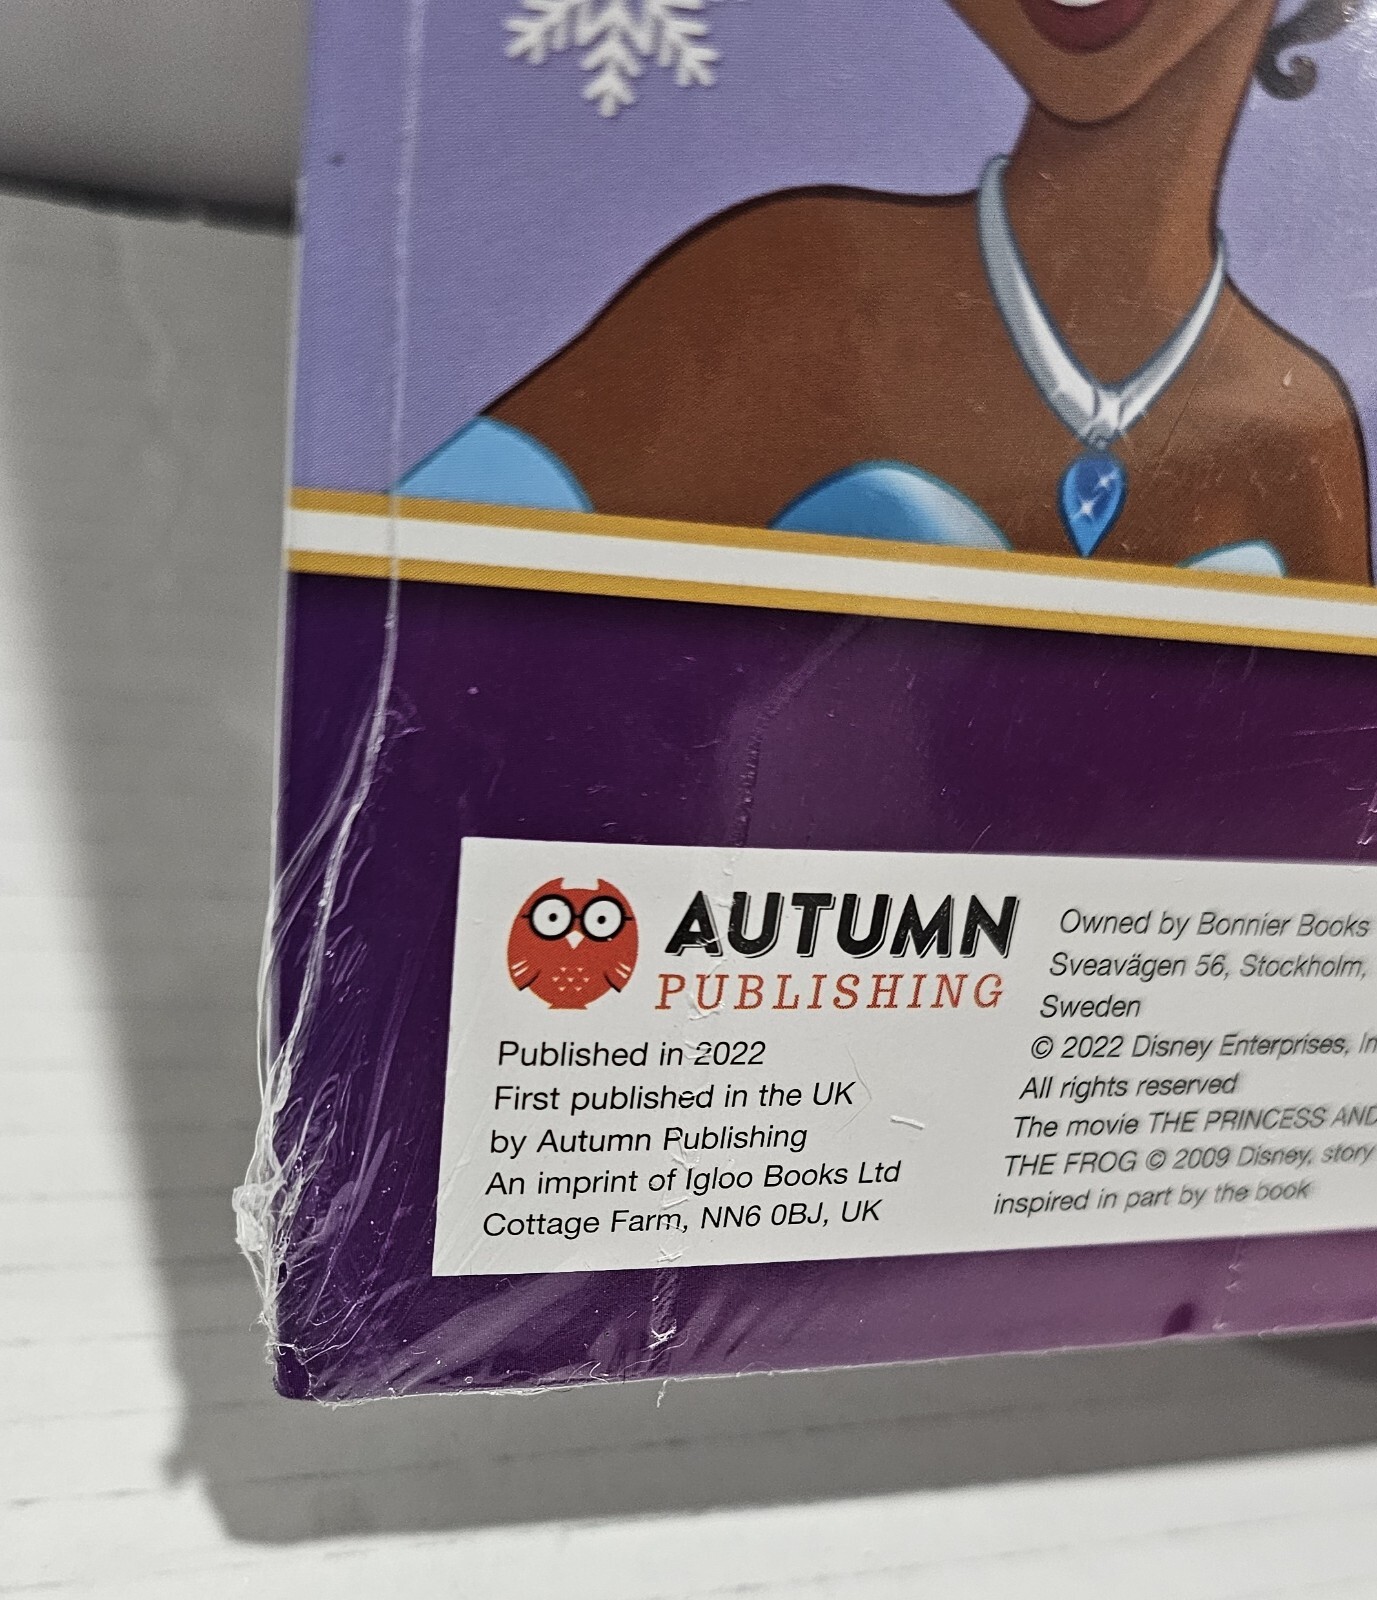 AUTUMN
PUBLISHING
Published in 2022
First published in the UK
by Autumn Publishing
An imprint of Igloo Books Ltd
Cottage Farm, NN6 0BJ, UK
Owned by Bonnier Books
Sveavägen 56, Stockholm,
Sweden
© 2022 Disney Enterprises,
All rights reserved
The movie THE PRINCESS AND
THE FROG © 2009 Disney, story
inspired in part by the book